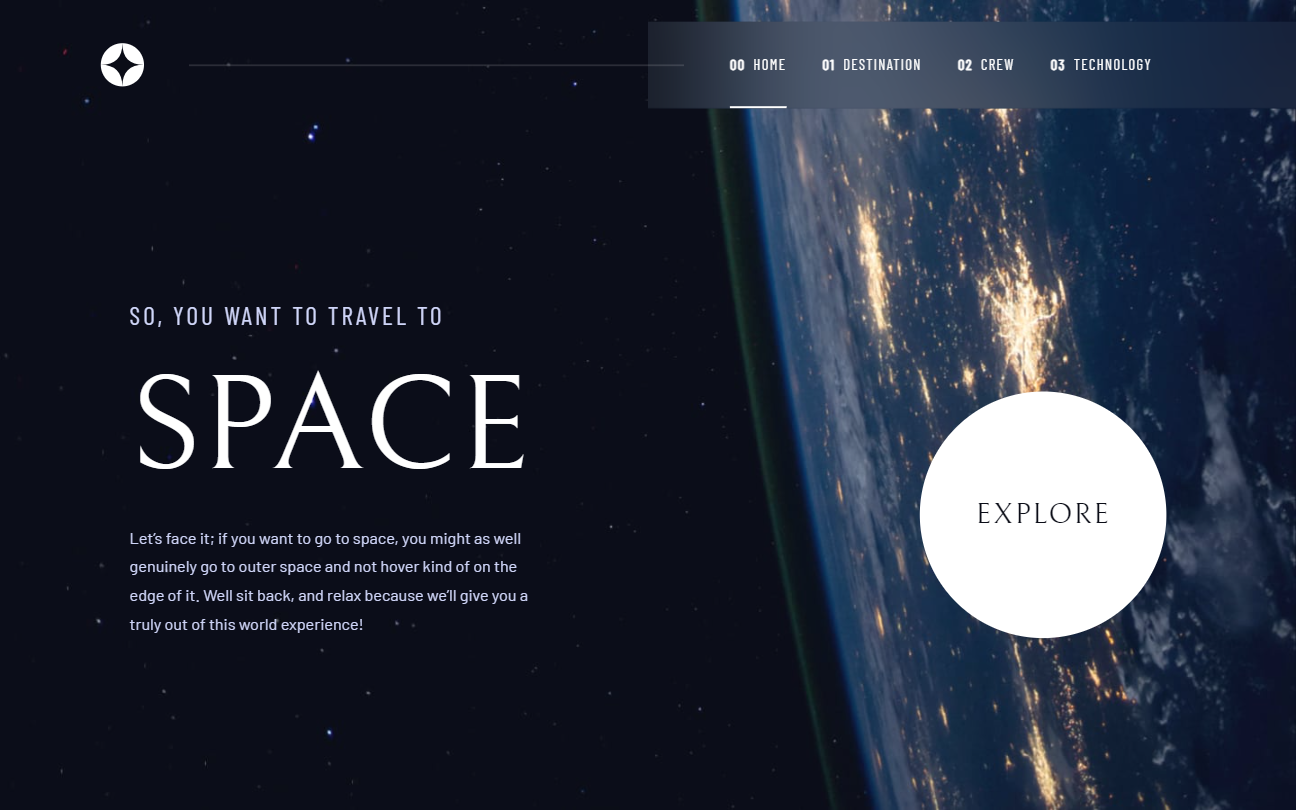 00 HOME 01 DESTINATION 02 CREW 03 TECHNOLOGY
SO, YOU WANT TO TRAVEL TO
SPACE
Let’s face it; if you want to go to space, you might as well
genuinely go to outer space and not hover kind of on the
edge of it. Well sit back, and relax because we’ll give you a
truly out of this world experience!
EXPLORE